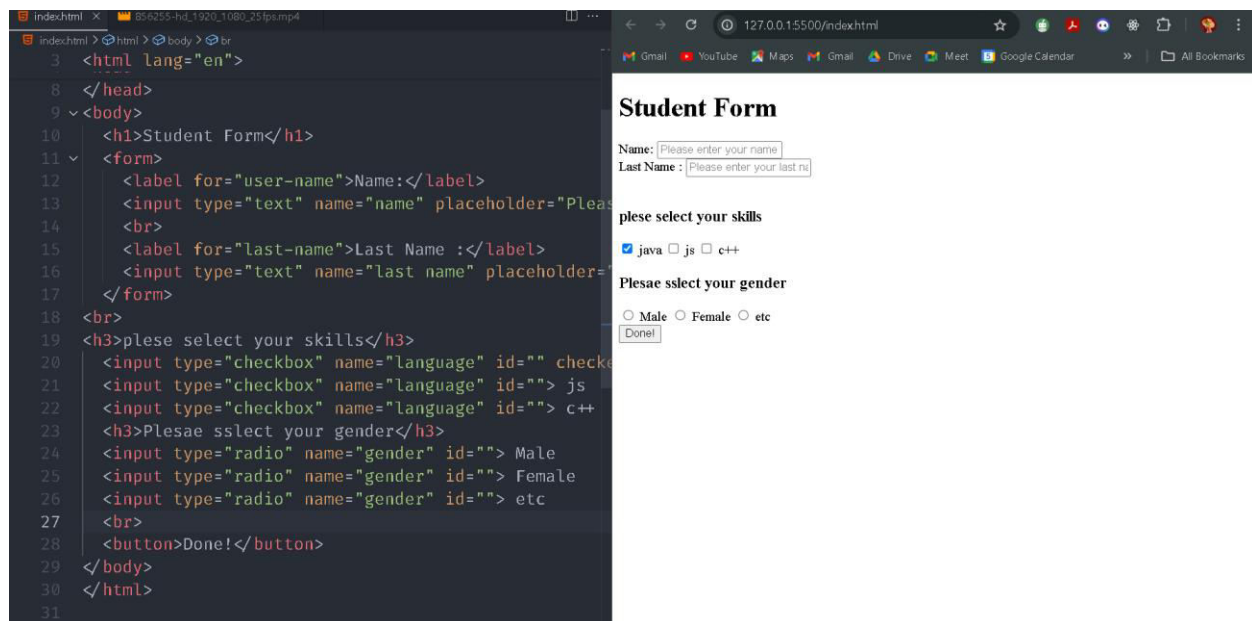 index.html × 856255-hd_1920_1080_25fps.mp4 ...
index.html > html > body > br
3 <html lang="en">
8 </head>
9 <body>
10 <h1>Student Form</h1>
11 <form>
12 <label for="user-name">Name:</label>
13 <input type="text" name="name" placeholder="Pleas
14 <br>
15 <label for="last-name">Last Name :</label>
16 <input type="text" name="last name" placeholder="
17 </form>
18 <br>
19 <h3>plese select your skills</h3>
20 <input type="checkbox" name="language" id="" checke
21 <input type="checkbox" name="language" id=""> js
22 <input type="checkbox" name="language" id=""> c++
23 <h3>Plesae sslect your gender</h3>
24 <input type="radio" name="gender" id=""> Male
25 <input type="radio" name="gender" id=""> Female
26 <input type="radio" name="gender" id=""> etc
27 <br>
28 <button>Done!</button>
29 </body>
30 </html>
31
127.0.0.1:5500/index.html
Gmail YouTube Maps Gmail Drive Meet Google Calendar » All Bookmarks
Student Form
Name: Please enter your name
Last Name : Please enter your last na
plese select your skills
java js c++
Plesae sslect your gender
Male Female etc
Done!